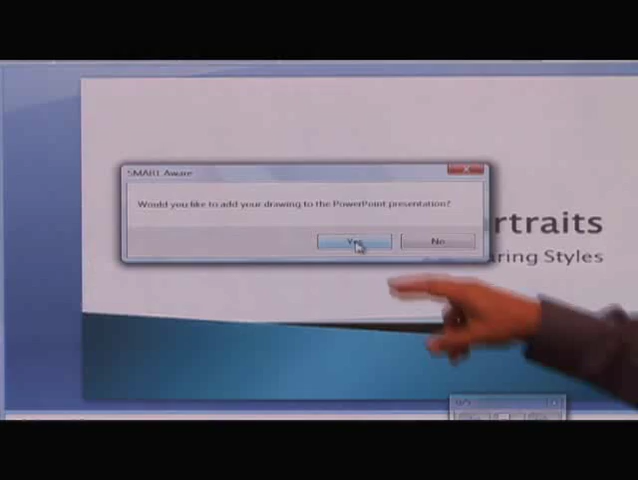 SMART Aware
Would you like to add your drawing to the PowerPoint presentation?
Yes
No
rtraits
aring Styles